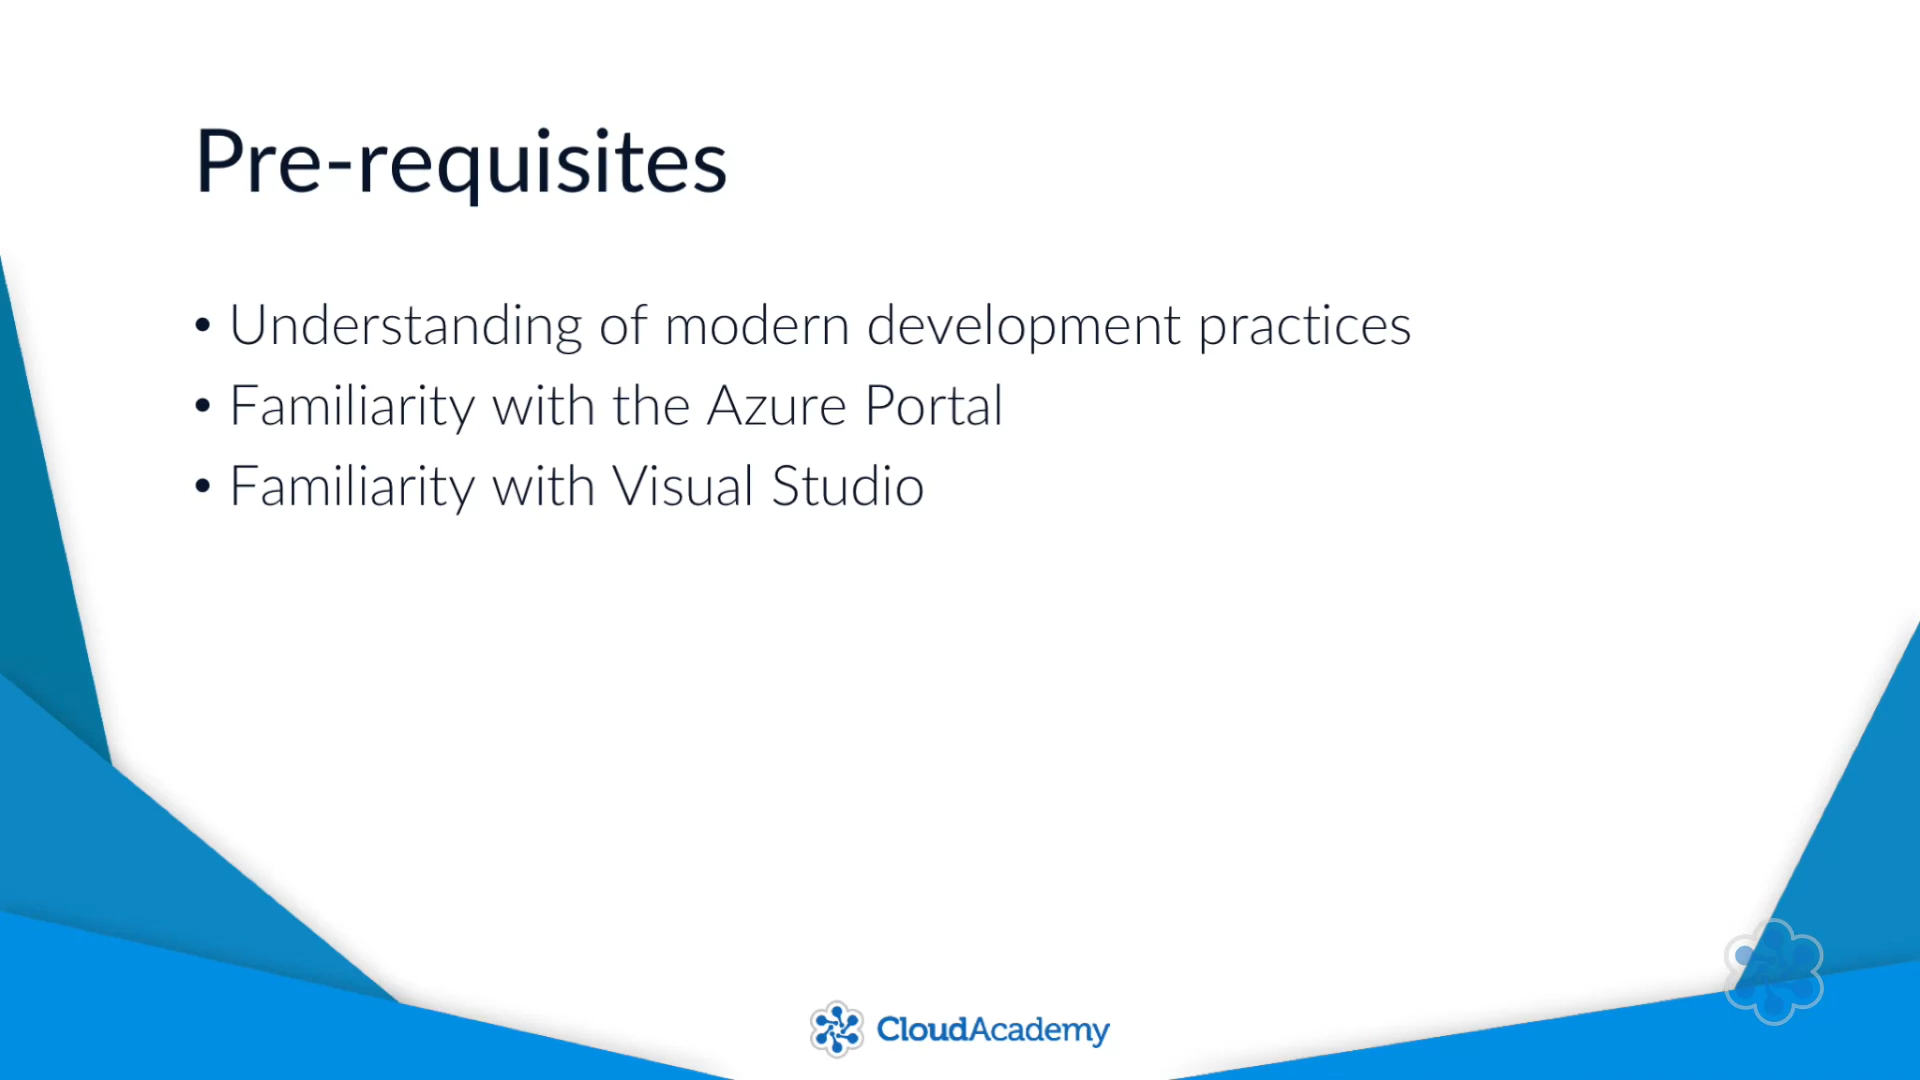 Pre-requisites
• Understanding of modern development practices
• Familiarity with the Azure Portal
• Familiarity with Visual Studio
CloudAcademy